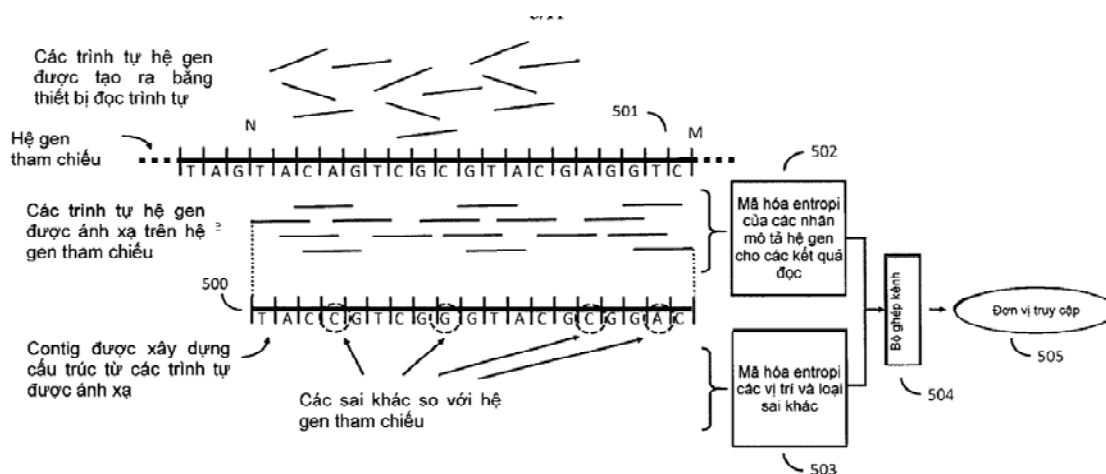 Các trình tự hệ gen
được tạo ra bằng
thiết bị đọc trình tự
N
501
M
Hệ gen
tham chiếu
T A G T A C A G T C G C G T A C G A G G T C
502
Các trình tự hệ gen
được ánh xạ trên hệ
gen tham chiếu
Mã hóa entropi
của các nhãn
mô tả hệ gen
cho các kết quả
đọc
500
T A C C G T C G G G T A C G C G G A C
Bộ ghép kênh
Đơn vị truy cập
505
504
Contig được xây dựng
cấu trúc từ các trình tự
được ánh xạ
Các sai khác so với hệ
gen tham chiếu
Mã hóa entropi
các vị trí và loại
sai khác
503